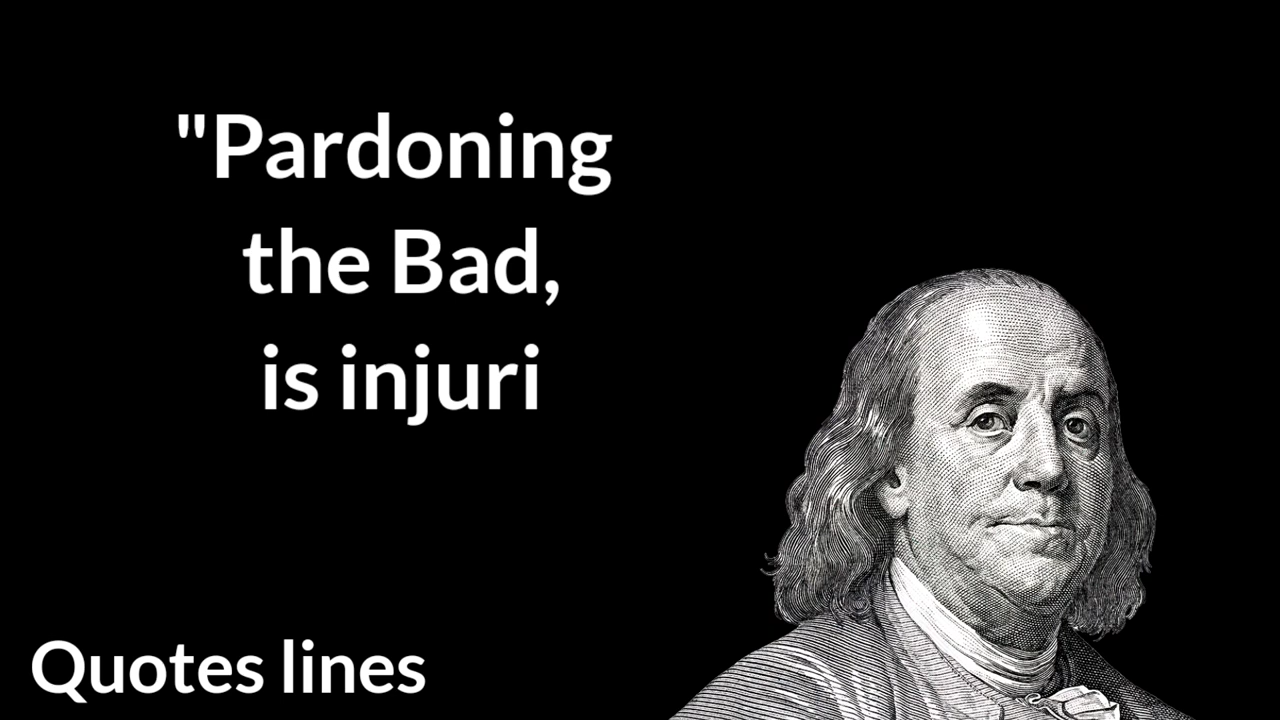 "Pardoning
the Bad,
is injuri
Quotes lines